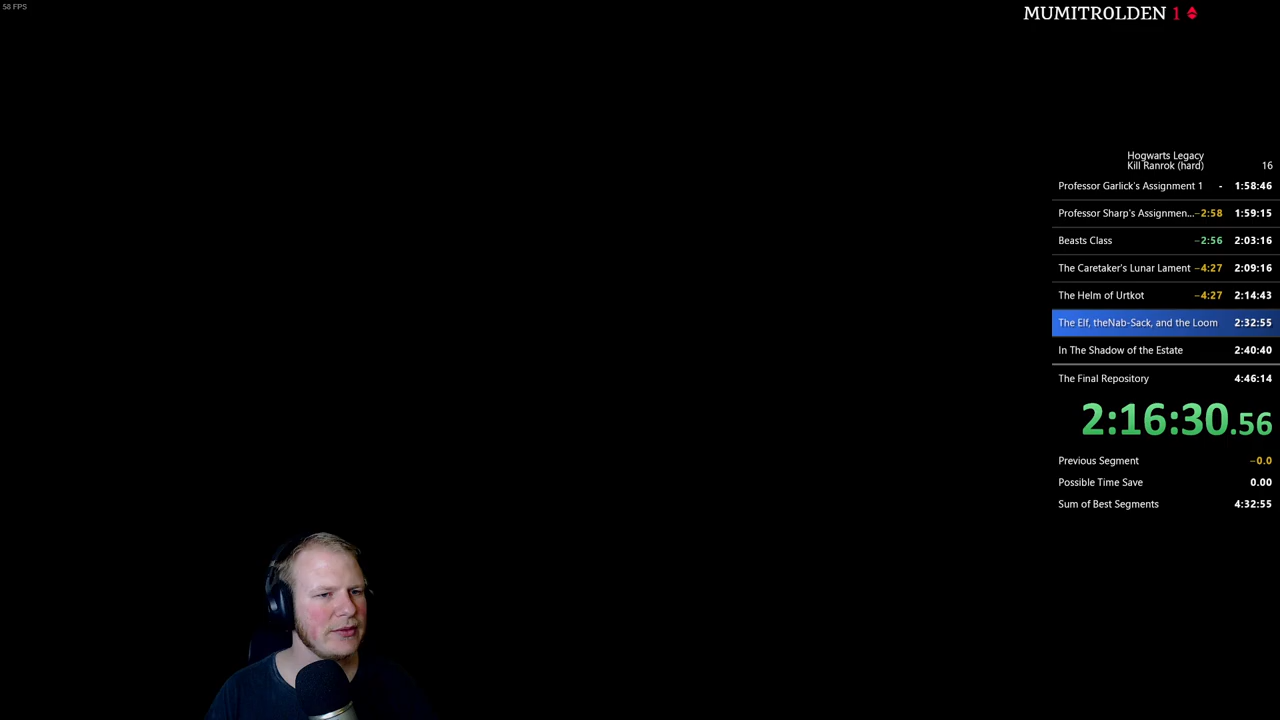 58 FPS
MUMITR0LDEN 1
Hogwarts Legacy
Kill Ranrok (hard) 16
Professor Garlick's Assignment 1 - 1:58:46
Professor Sharp's Assignmen... −2:58 1:59:15
Beasts Class −2:56 2:03:16
The Caretaker's Lunar Lament −4:27 2:09:16
The Helm of Urtkot −4:27 2:14:43
The Elf, theNab-Sack, and the Loom 2:32:55
In The Shadow of the Estate 2:40:40
The Final Repository 4:46:14
2:16:30.56
Previous Segment −0.0
Possible Time Save 0.00
Sum of Best Segments 4:32:55